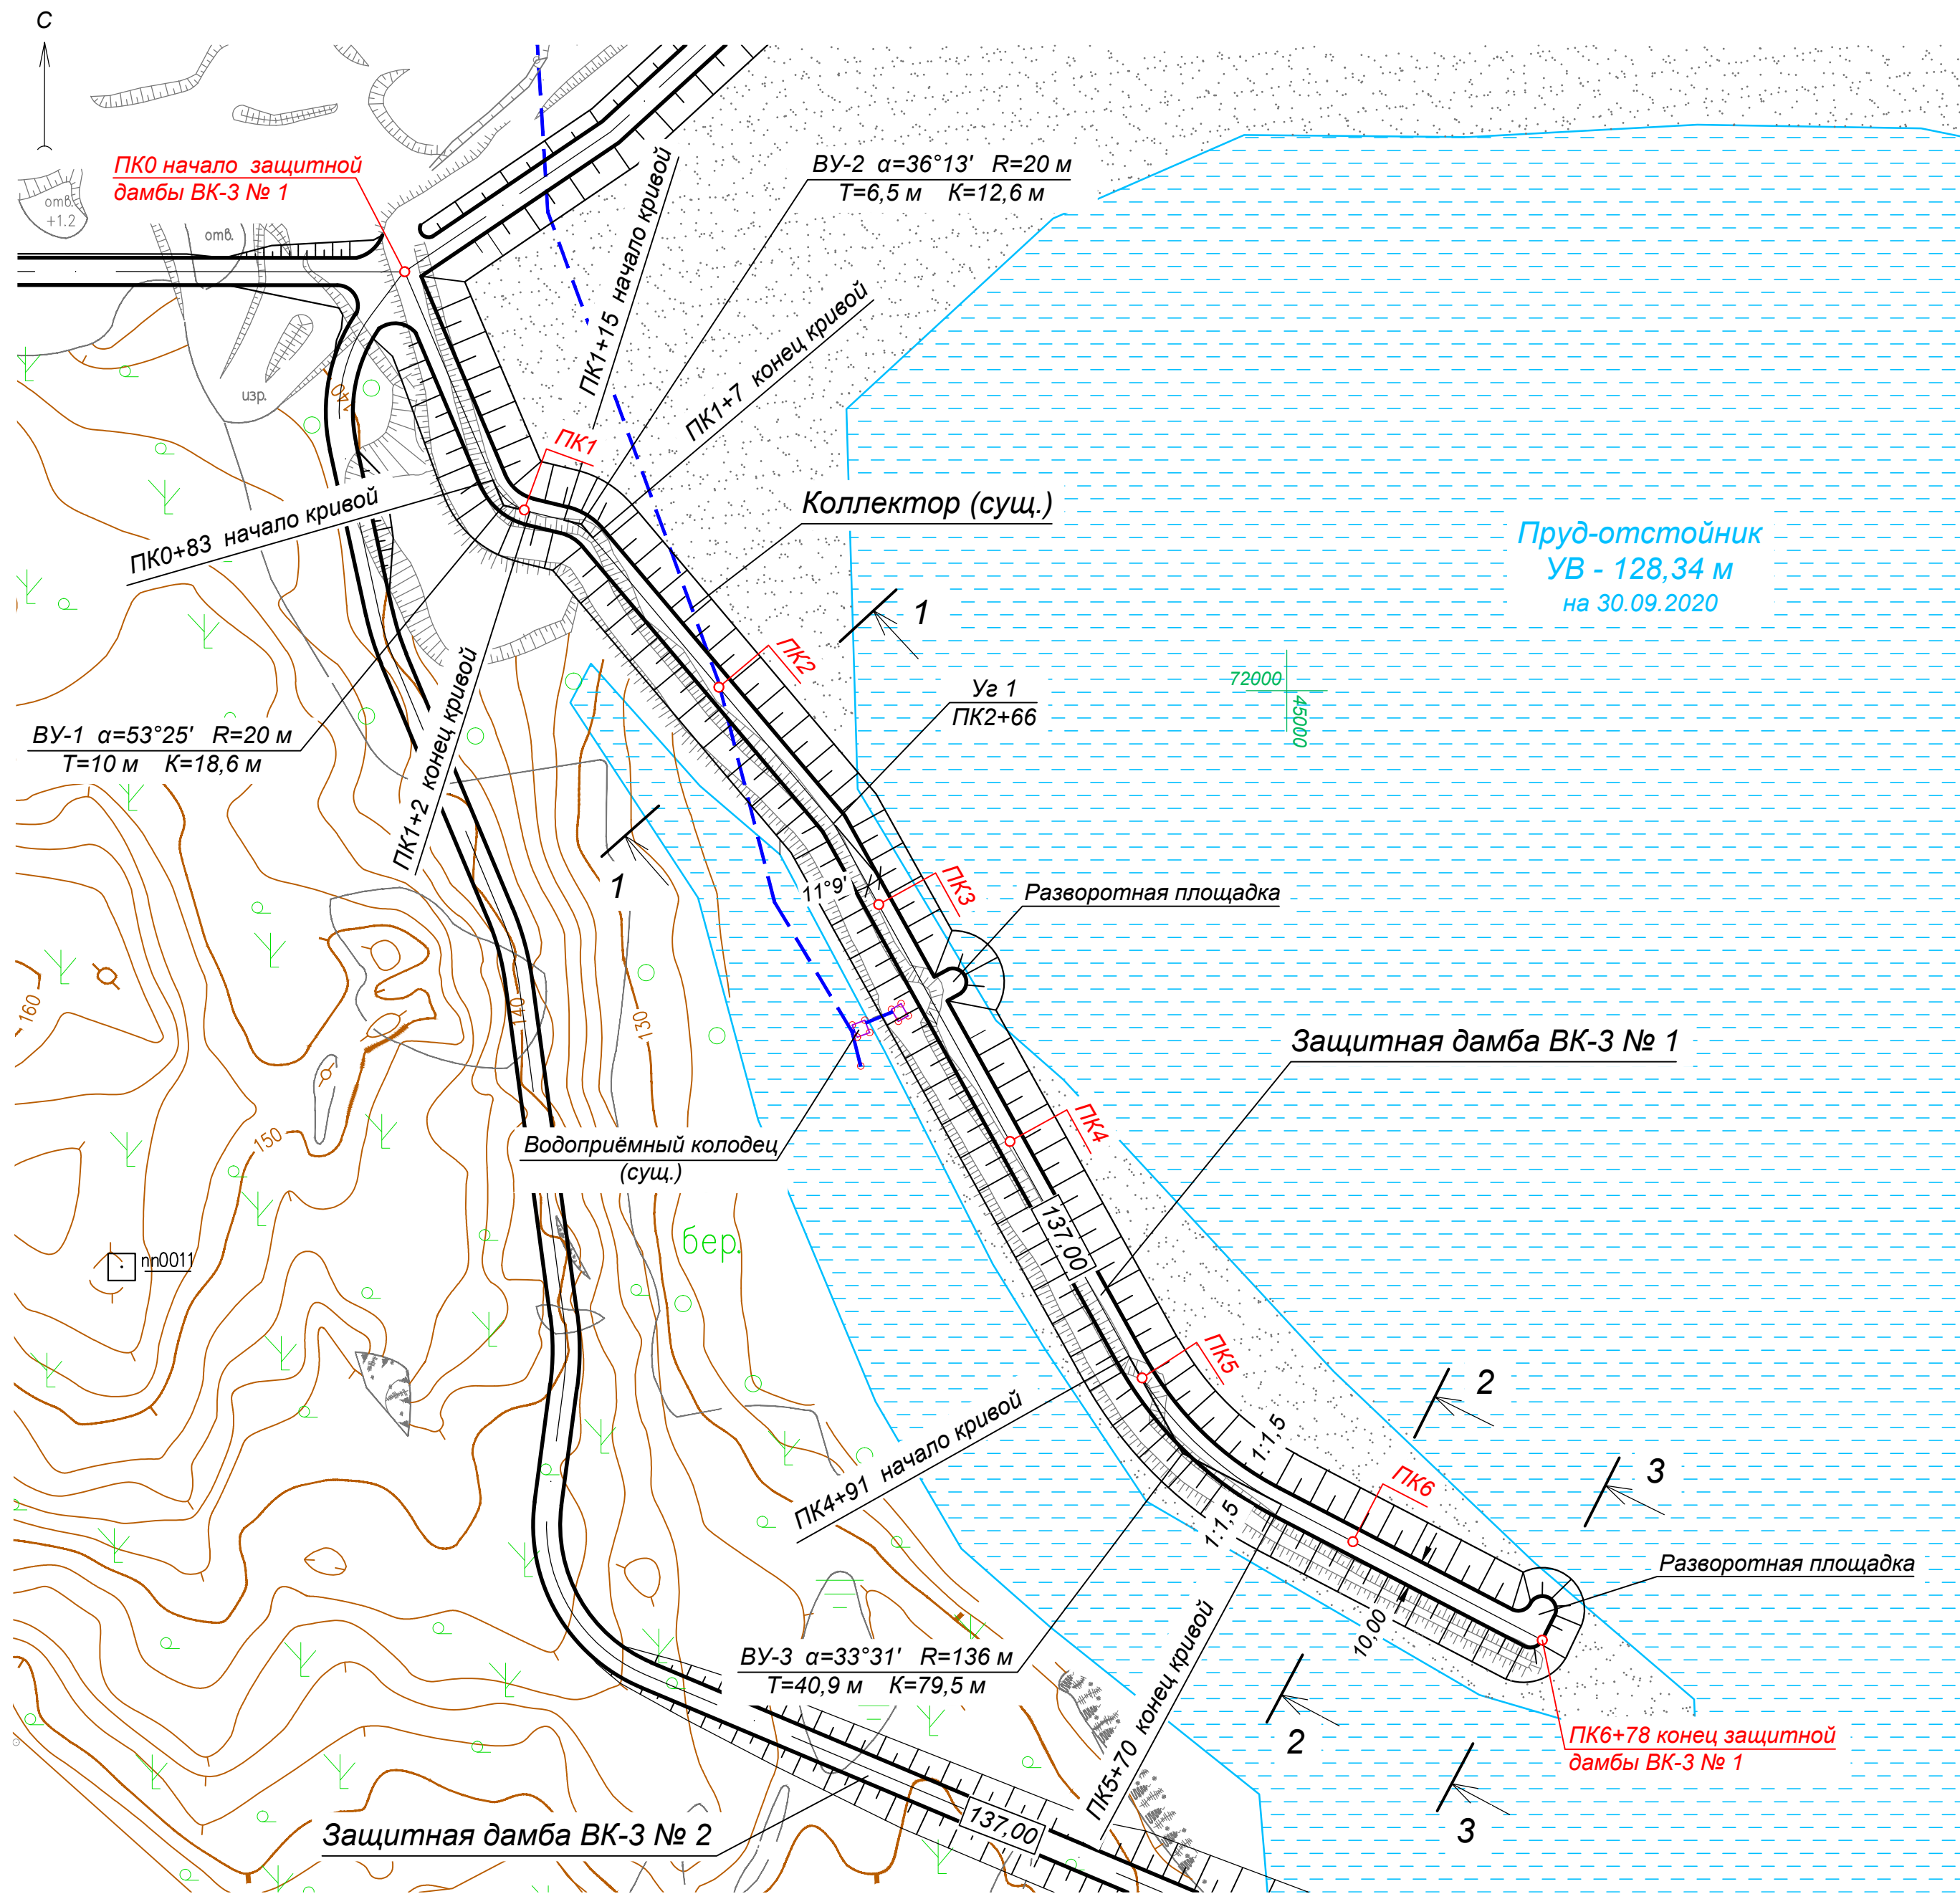 С
ПК0 начало защитной
дамбы ВК-3 № 1
отв.
+1.2
отв.
изр.
140
ВУ-2 α=36°13' R=20 м
Т=6,5 м К=12,6 м
ПК1+15 начало кривой
ПК1+7 конец кривой
ПК1
ПК0+83 начало кривой
Коллектор (сущ.)
Пруд-отстойник
УВ - 128,34 м
на 30.09.2020
1
ПК2
Уг 1
ПК2+66
72000
45000
ВУ-1 α=53°25' R=20 м
Т=10 м К=18,6 м
ПК1+2 конец кривой
1
11°9'
ПК3
Разворотная площадка
160
140
130
Защитная дамба ВК-3 № 1
150
ПК4
Водоприёмный колодец
(сущ.)
бер.
137,00
пп0011
ПК5
2
ПК4+91 начало кривой
1:1,5
1:1,5
ПК6
3
Разворотная площадка
10,00
ВУ-3 α=33°31' R=136 м
Т=40,9 м К=79,5 м
ПК5+70 конец кривой
2
ПК6+78 конец защитной
дамбы ВК-3 № 1
3
Защитная дамба ВК-3 № 2
137,00